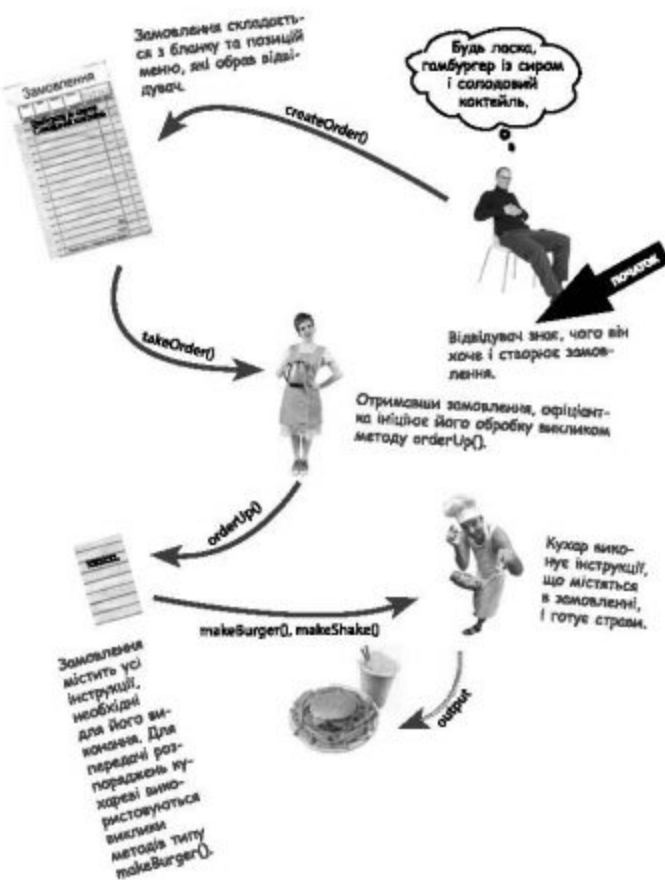 Замовлення складаєть-
ся з бланку та позицій
меню, які обрав відві-
дувач.
Будь ласка,
гамбургер із сиром
і солодовий
коктейль.
Замовлення
createOrder()
ПОЧАТОК
Відвідувач знає, чого він
хоче і створює замов-
лення.
takeOrder()
Отримавши замовлення, офіціант-
ка ініціює його обробку викликом
методу orderUp().
orderUp()
Кухар вико-
нує інструкції,
що містяться
в замовленні,
і готує страви.
makeBurger(), makeShake()
output
Замовлення
містить усі
інструкції,
необхідні
для його ви-
конання. Для
передачі роз-
поряджень ку-
хареві вико-
ристовуються
виклики
методів типу
makeBurger().